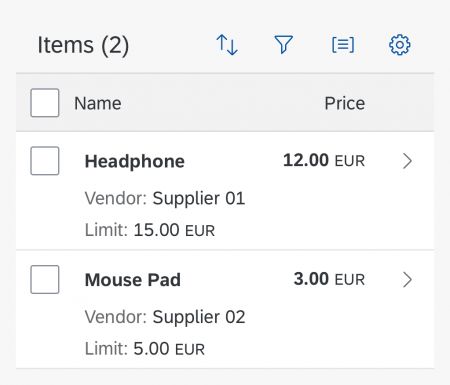 Items (2)
Name Price
Headphone 12.00 EUR
Vendor: Supplier 01
Limit: 15.00 EUR
Mouse Pad 3.00 EUR
Vendor: Supplier 02
Limit: 5.00 EUR